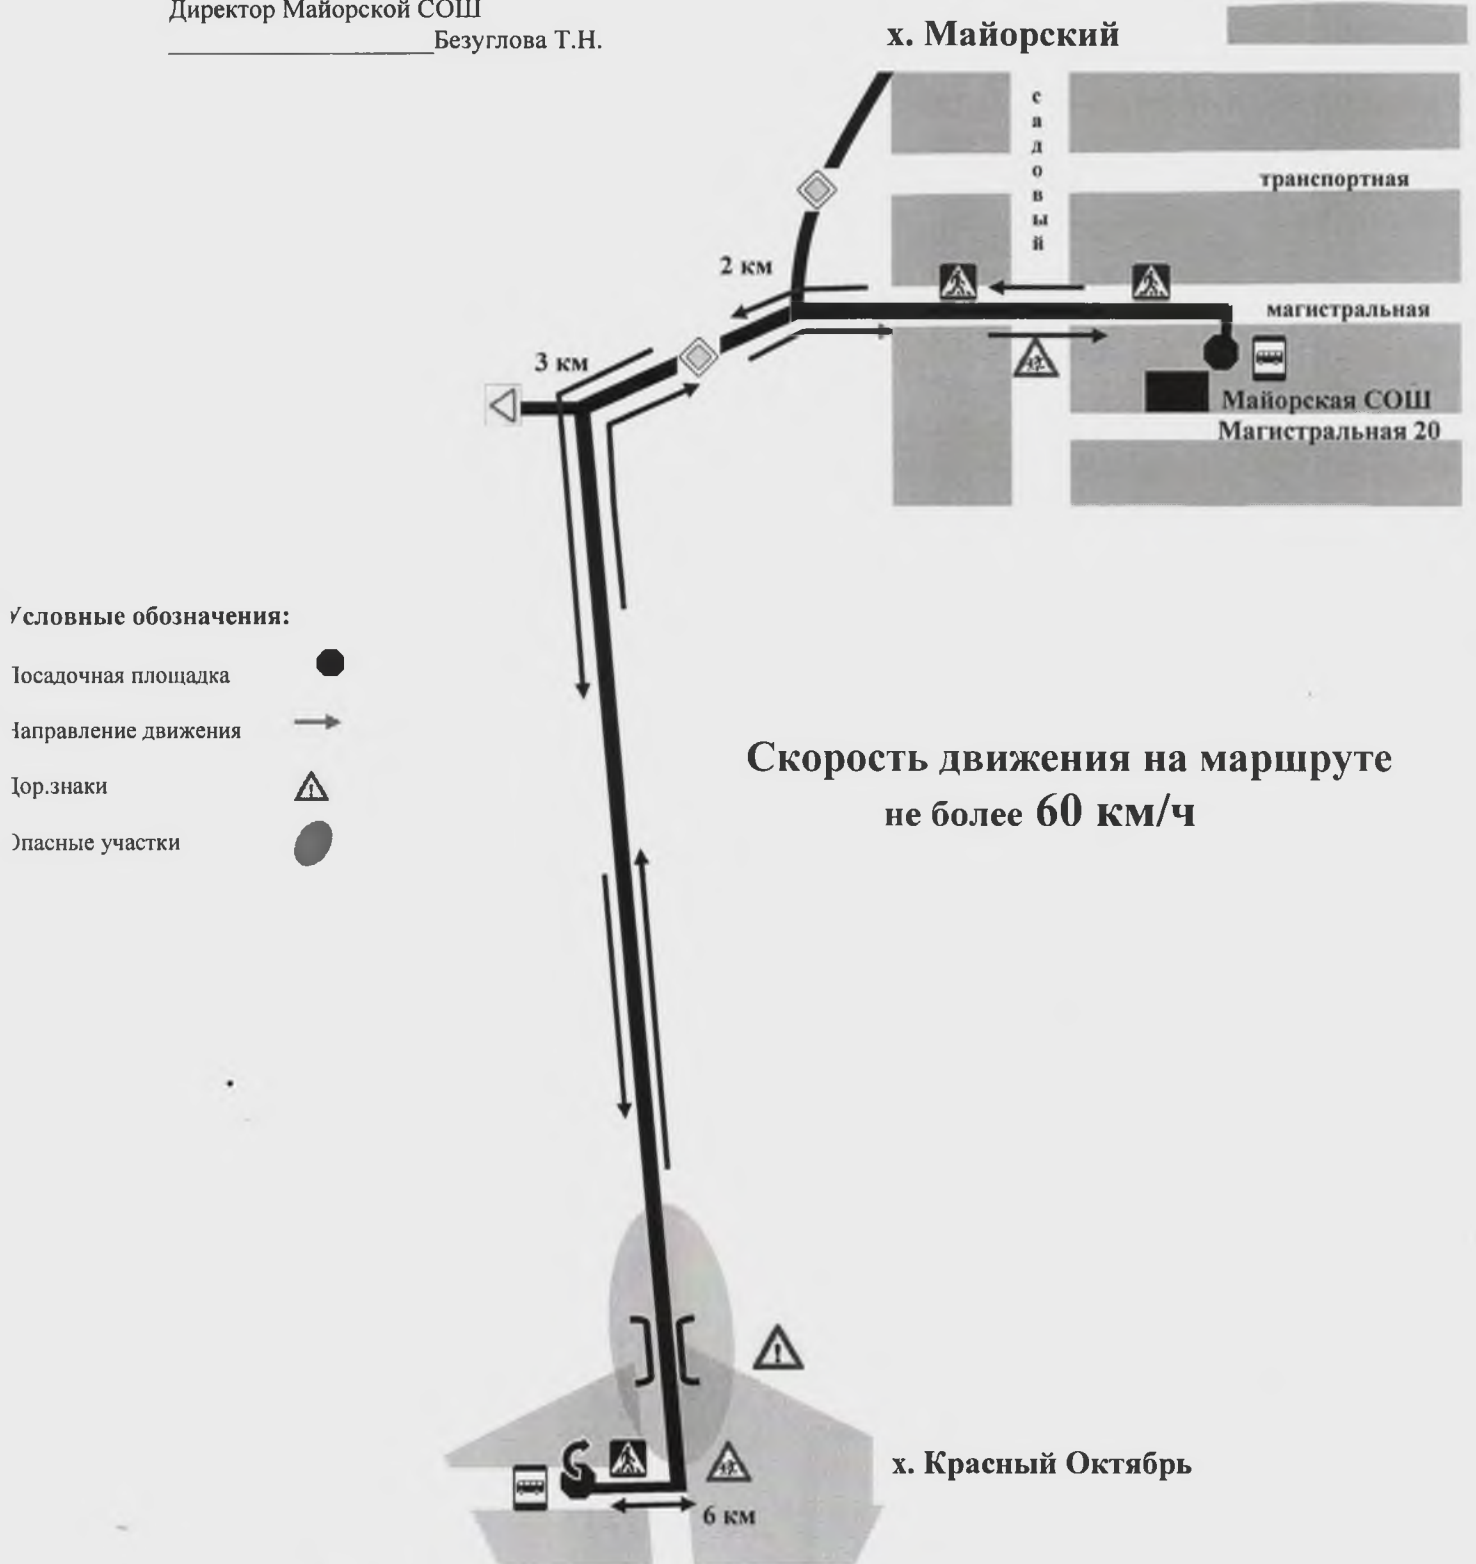 Директор Майорской СОШ
Безуглова Т.Н.
х. Майорский
садовый
транспортная
2 км
магистральная
3 км
Майорская СОШ
Магистральная 20
Условные обозначения:
Посадочная площадка
Направление движения
Дор.знаки
Опасные участки
Скорость движения на маршруте
не более 60 км/ч
х. Красный Октябрь
6 км